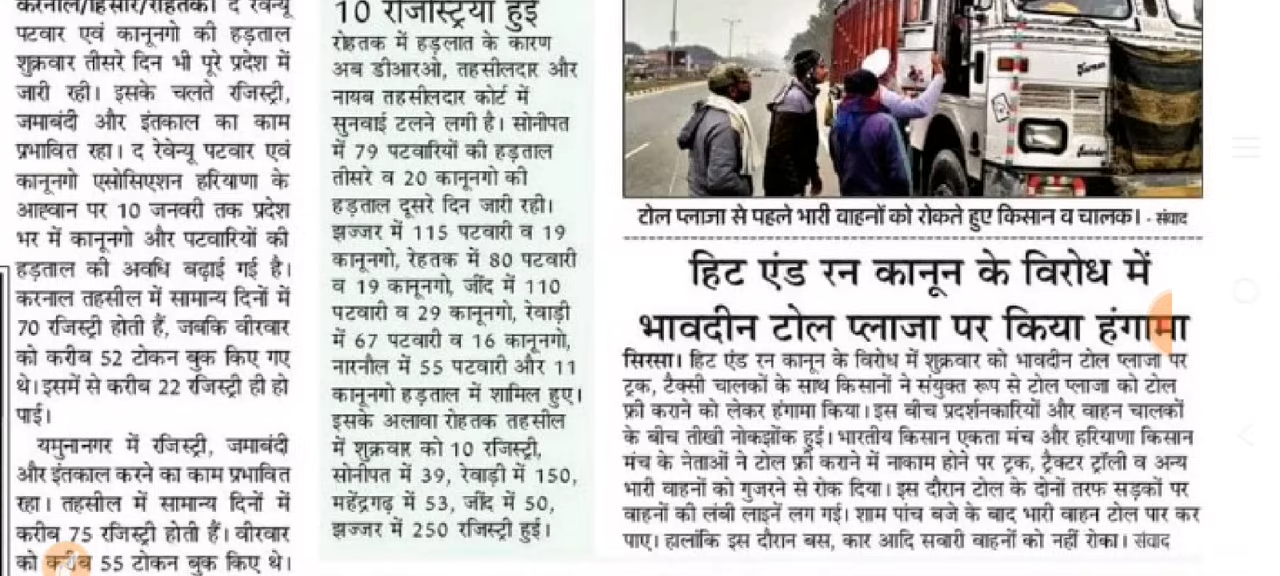 करनाल/हिसार/रोहतक। द रेवेन्यू
पटवार एवं कानूनगो की हड़ताल
शुक्रवार तीसरे दिन भी पूरे प्रदेश में
जारी रही। इसके चलते रजिस्ट्री,
जमाबंदी और इंतकाल का काम
प्रभावित रहा। द रेवेन्यू पटवार एवं
कानूनगो एसोसिएशन हरियाणा के
आह्वान पर 10 जनवरी तक प्रदेश
भर में कानूनगो और पटवारियों की
हड़ताल की अवधि बढ़ाई गई है।
करनाल तहसील में सामान्य दिनों में
70 रजिस्ट्री होती हैं, जबकि वीरवार
को करीब 52 टोकन बुक किए गए
थे। इसमें से करीब 22 रजिस्ट्री ही हो
पाई।
यमुनानगर में रजिस्ट्री, जमाबंदी
और इंतकाल करने का काम प्रभावित
रहा। तहसील में सामान्य दिनों में
करीब 75 रजिस्ट्री होती हैं। वीरवार
को करीब 55 टोकन बुक किए थे।
10 रजिस्ट्रियां हुईं
रोहतक में हड़लात के कारण
अब डीआरओ, तहसीलदार और
नायब तहसीलदार कोर्ट में
सुनवाई टलने लगी है। सोनीपत
में 79 पटवारियों की हड़ताल
तीसरे व 20 कानूनगो की
हड़ताल दूसरे दिन जारी रही।
झज्जर में 115 पटवारी व 19
कानूनगो, रेहतक में 80 पटवारी
व 19 कानूनगो, जींद में 110
पटवारी व 29 कानूनगो, रेवाड़ी
में 67 पटवारी व 16 कानूनगो,
नारनौल में 55 पटवारी और 11
कानूनगो हड़ताल में शामिल हुए।
इसके अलावा रोहतक तहसील
में शुक्रवार को 10 रजिस्ट्री,
सोनीपत में 39, रेवाड़ी में 150,
महेंद्रगढ़ में 53, जींद में 50,
झज्जर में 250 रजिस्ट्री हुई।
टोल प्लाजा से पहले भारी वाहनों को रोकते हुए किसान व चालक। - संवाद
हिट एंड रन कानून के विरोध में
भावदीन टोल प्लाजा पर किया हंगामा
सिरसा। हिट एंड रन कानून के विरोध में शुक्रवार को भावदीन टोल प्लाजा पर
ट्रक, टैक्सी चालकों के साथ किसानों ने संयुक्त रूप से टोल प्लाजा को टोल
फ्री कराने को लेकर हंगामा किया। इस बीच प्रदर्शनकारियों और वाहन चालकों
के बीच तीखी नोकझोंक हुई। भारतीय किसान एकता मंच और हरियाणा किसान
मंच के नेताओं ने टोल फ्री कराने में नाकाम होने पर ट्रक, ट्रैक्टर ट्रॉली व अन्य
भारी वाहनों को गुजरने से रोक दिया। इस दौरान टोल के दोनों तरफ सड़कों पर
वाहनों की लंबी लाइनें लग गई। शाम पांच बजे के बाद भारी वाहन टोल पार कर
पाए। हालांकि इस दौरान बस, कार आदि सवारी वाहनों को नहीं रोका। संवाद